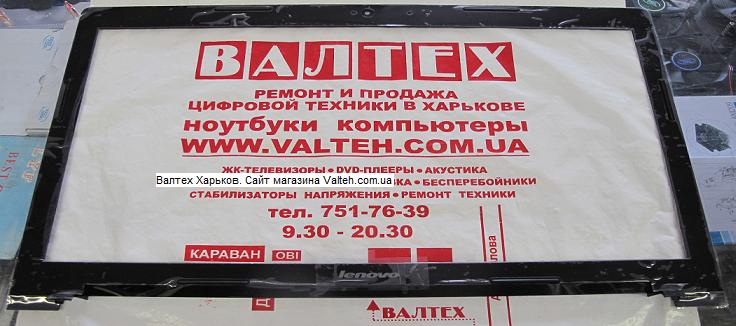 ВАЛТЕХ
РЕМОНТ И ПРОДАЖА
ЦИФРОВОЙ ТЕХНИКИ В ХАРЬКОВЕ
ноутбуки компьютеры
WWW.VALTEH.COM.UA
ЖК-ТЕЛЕВИЗОРЫ • DVD-ПЛЕЕРЫ • АКУСТИКА
Валтех Харьков. Сайт магазина Valteh.com.ua
• БЕСПЕРЕБОЙНИКИ
СТАБИЛИЗАТОРЫ НАПРЯЖЕНИЯ • РЕМОНТ ТЕХНИКИ
тел. 751-76-39
9.30 - 20.30
КАРАВАН OBI
lenovo
ВАЛТЕХ